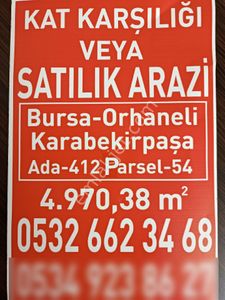 KAT KARŞILIĞI
VEYA
SATILIK ARAZİ
Bursa-Orhaneli
Karabekirpaşa
Ada-412 Parsel-54
4.970,38 m²
0532 662 34 68